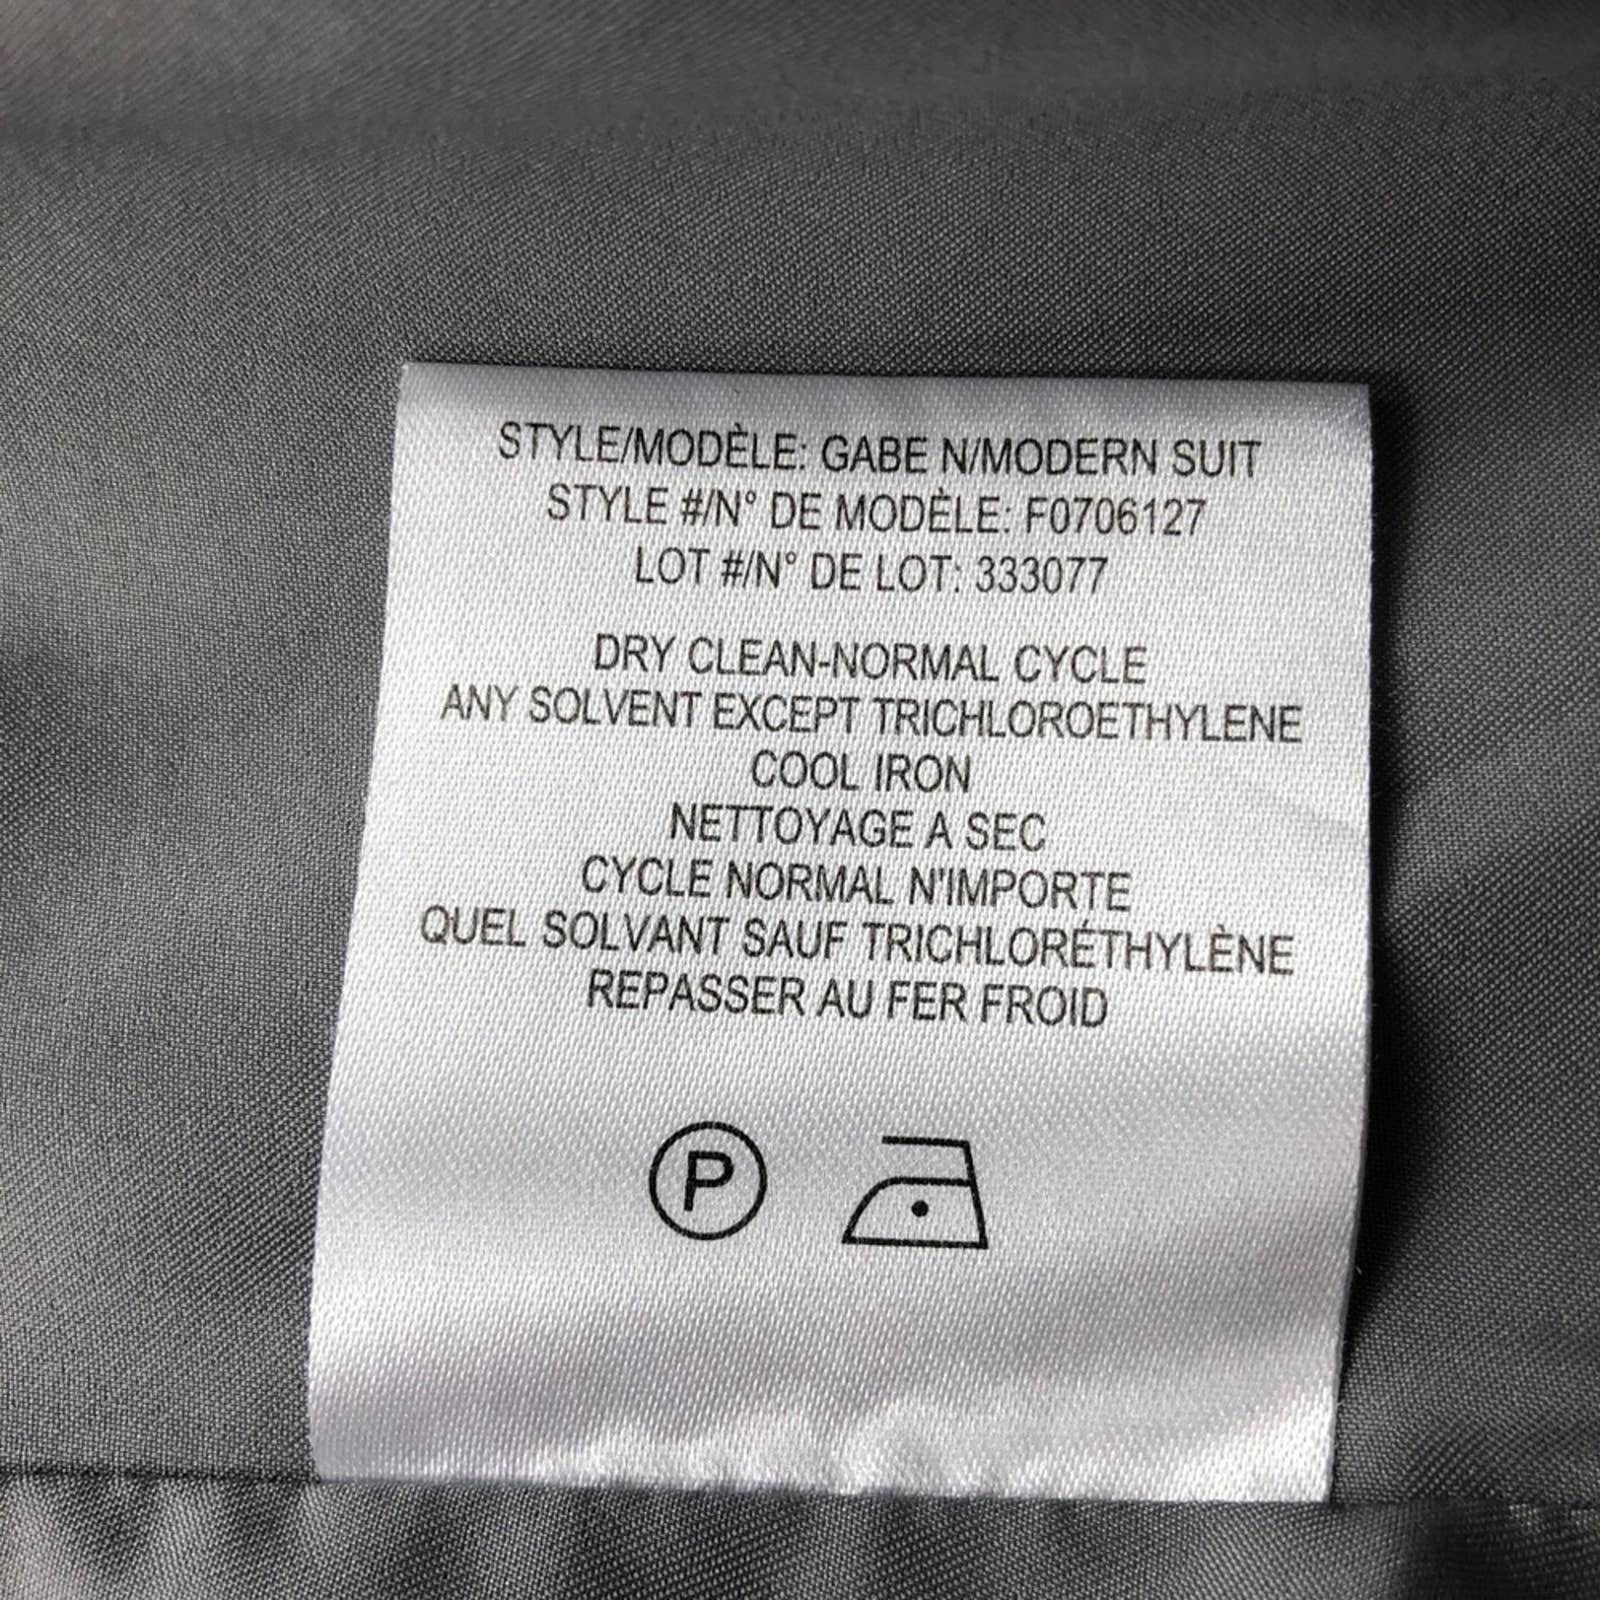 STYLE/MODÈLE: GABE N/MODERN SUIT
STYLE #/N° DE MODÈLE: F0706127
LOT #/N° DE LOT: 333077
DRY CLEAN-NORMAL CYCLE
ANY SOLVENT EXCEPT TRICHLOROETHYLENE
COOL IRON
NETTOYAGE A SEC
CYCLE NORMAL N'IMPORTE
QUEL SOLVANT SAUF TRICHLORÉTHYLÈNE
REPASSER AU FER FROID
P